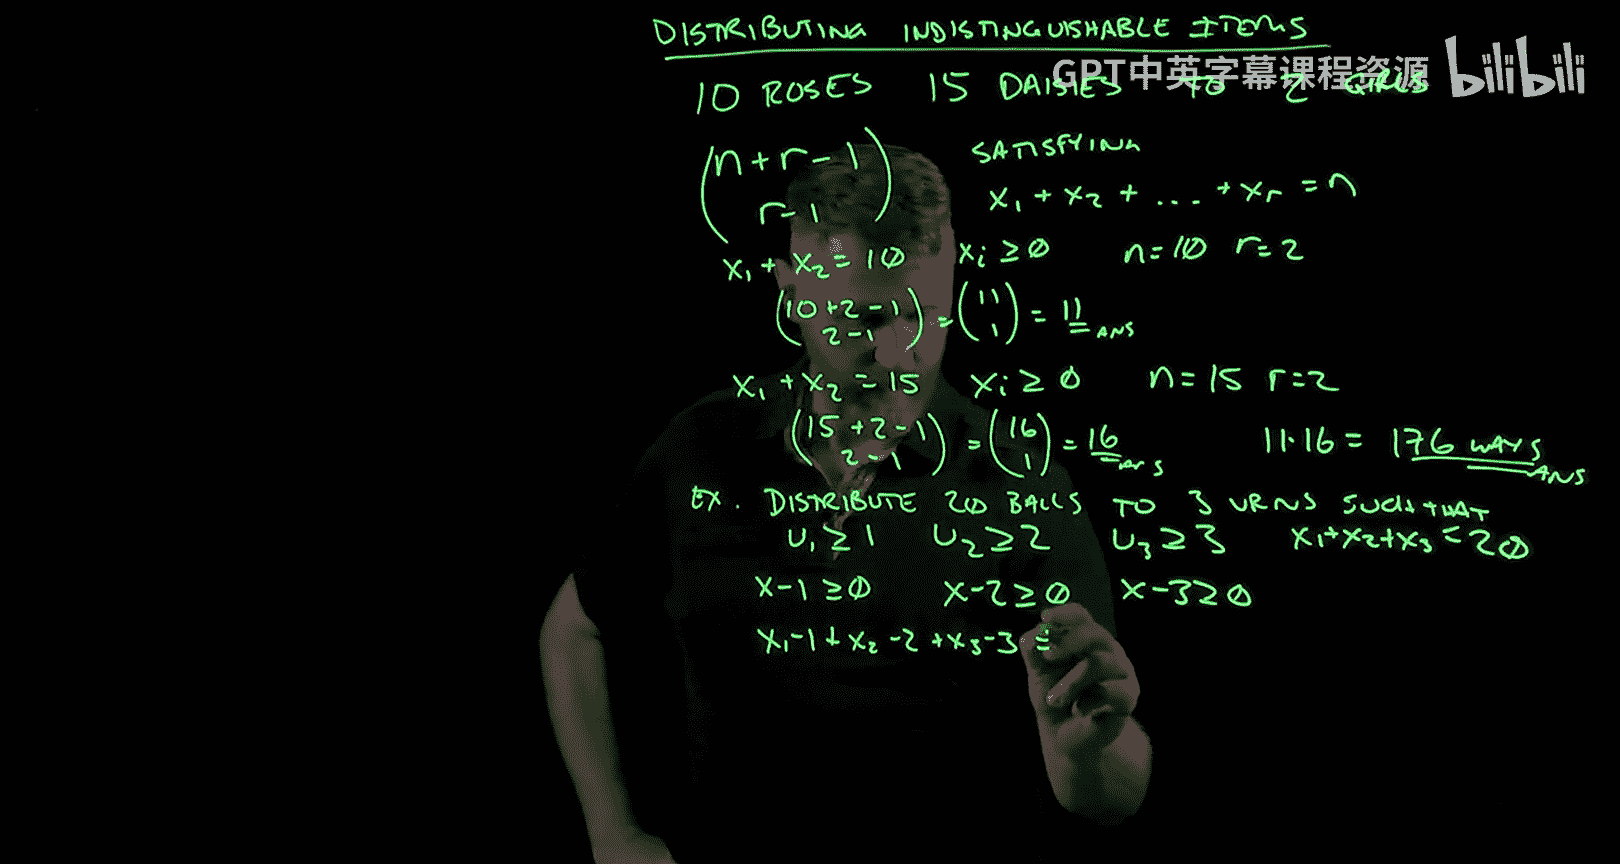 DISTRIBUTING INDISTINGUISHABLE ITEMS
GPT中英字幕课程资源 bilibili
10 ROSES 15 DAISIES TO 2 GIRLS
(n+r-1
r-1) SATISFYING
x₁ + x₂ + ... + xᵣ = n
x₁ + x₂ = 10 xᵢ ≥ 0 n=10 r=2
(10+2-1
2-1) = (11
1) = 11 ANS
x₁ + x₂ = 15 xᵢ ≥ 0 n=15 r=2
(15+2-1
2-1) = (16
1) = 16 ANS 11·16 = 176 WAYS ANS
EX. DISTRIBUTE 20 BALLS TO 3 URNS SUCH THAT
U₁ ≥ 1 U₂ ≥ 2 U₃ ≥ 3 x₁+x₂+x₃ = 20
x-1 ≥ 0 x-2 ≥ 0 x-3 ≥ 0
x₁-1 + x₂-2 + x₃-3 =